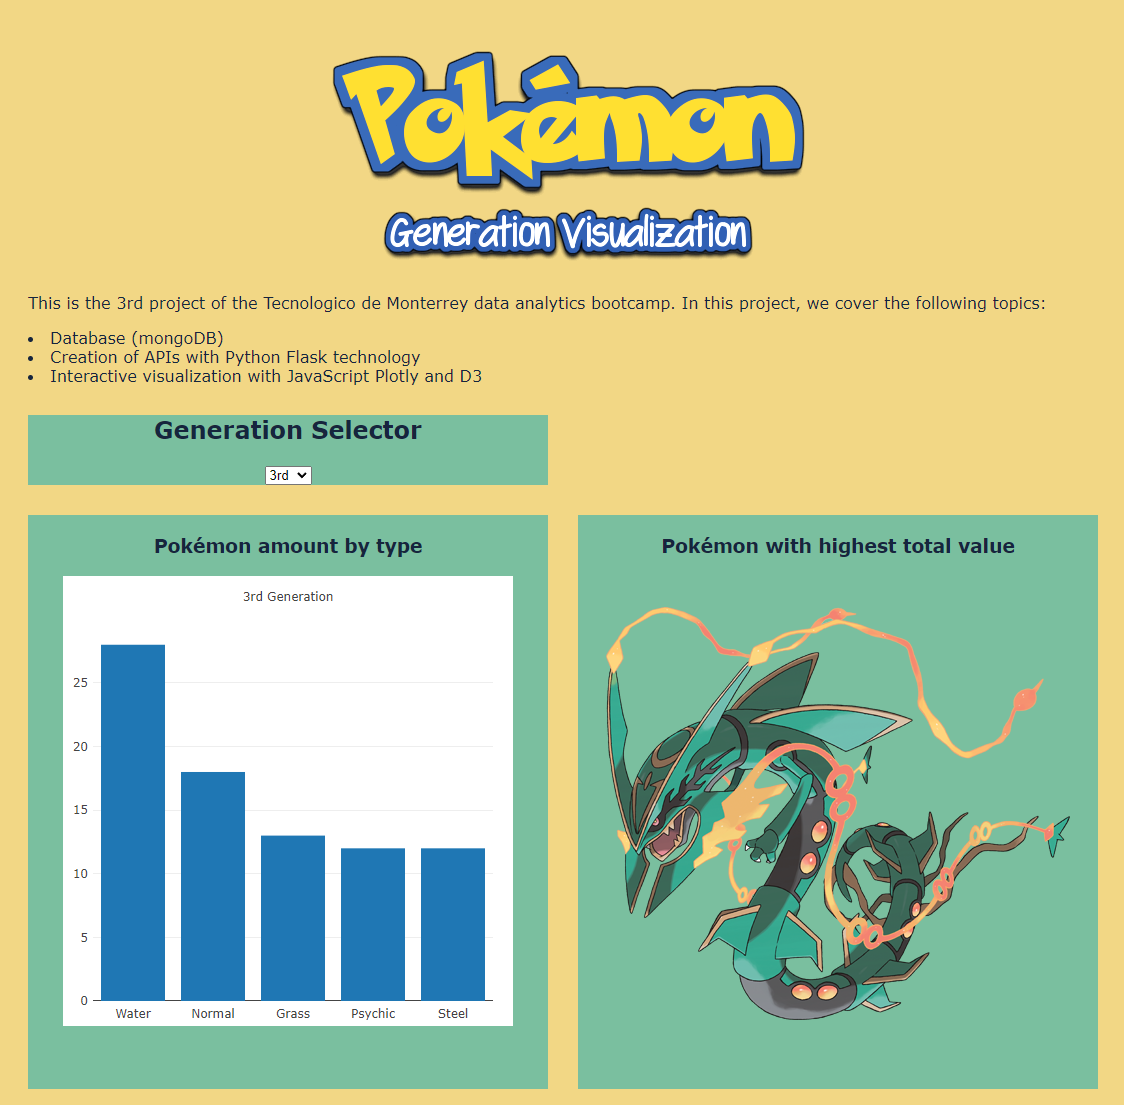 Pokémon
Generation Visualization
This is the 3rd project of the Tecnologico de Monterrey data analytics bootcamp. In this project, we cover the following topics:
• Database (mongoDB)
• Creation of APIs with Python Flask technology
• Interactive visualization with JavaScript Plotly and D3
Generation Selector
3rd
Pokémon amount by type
3rd Generation
25
20
15
10
5
0
Water Normal Grass Psychic Steel
Pokémon with highest total value